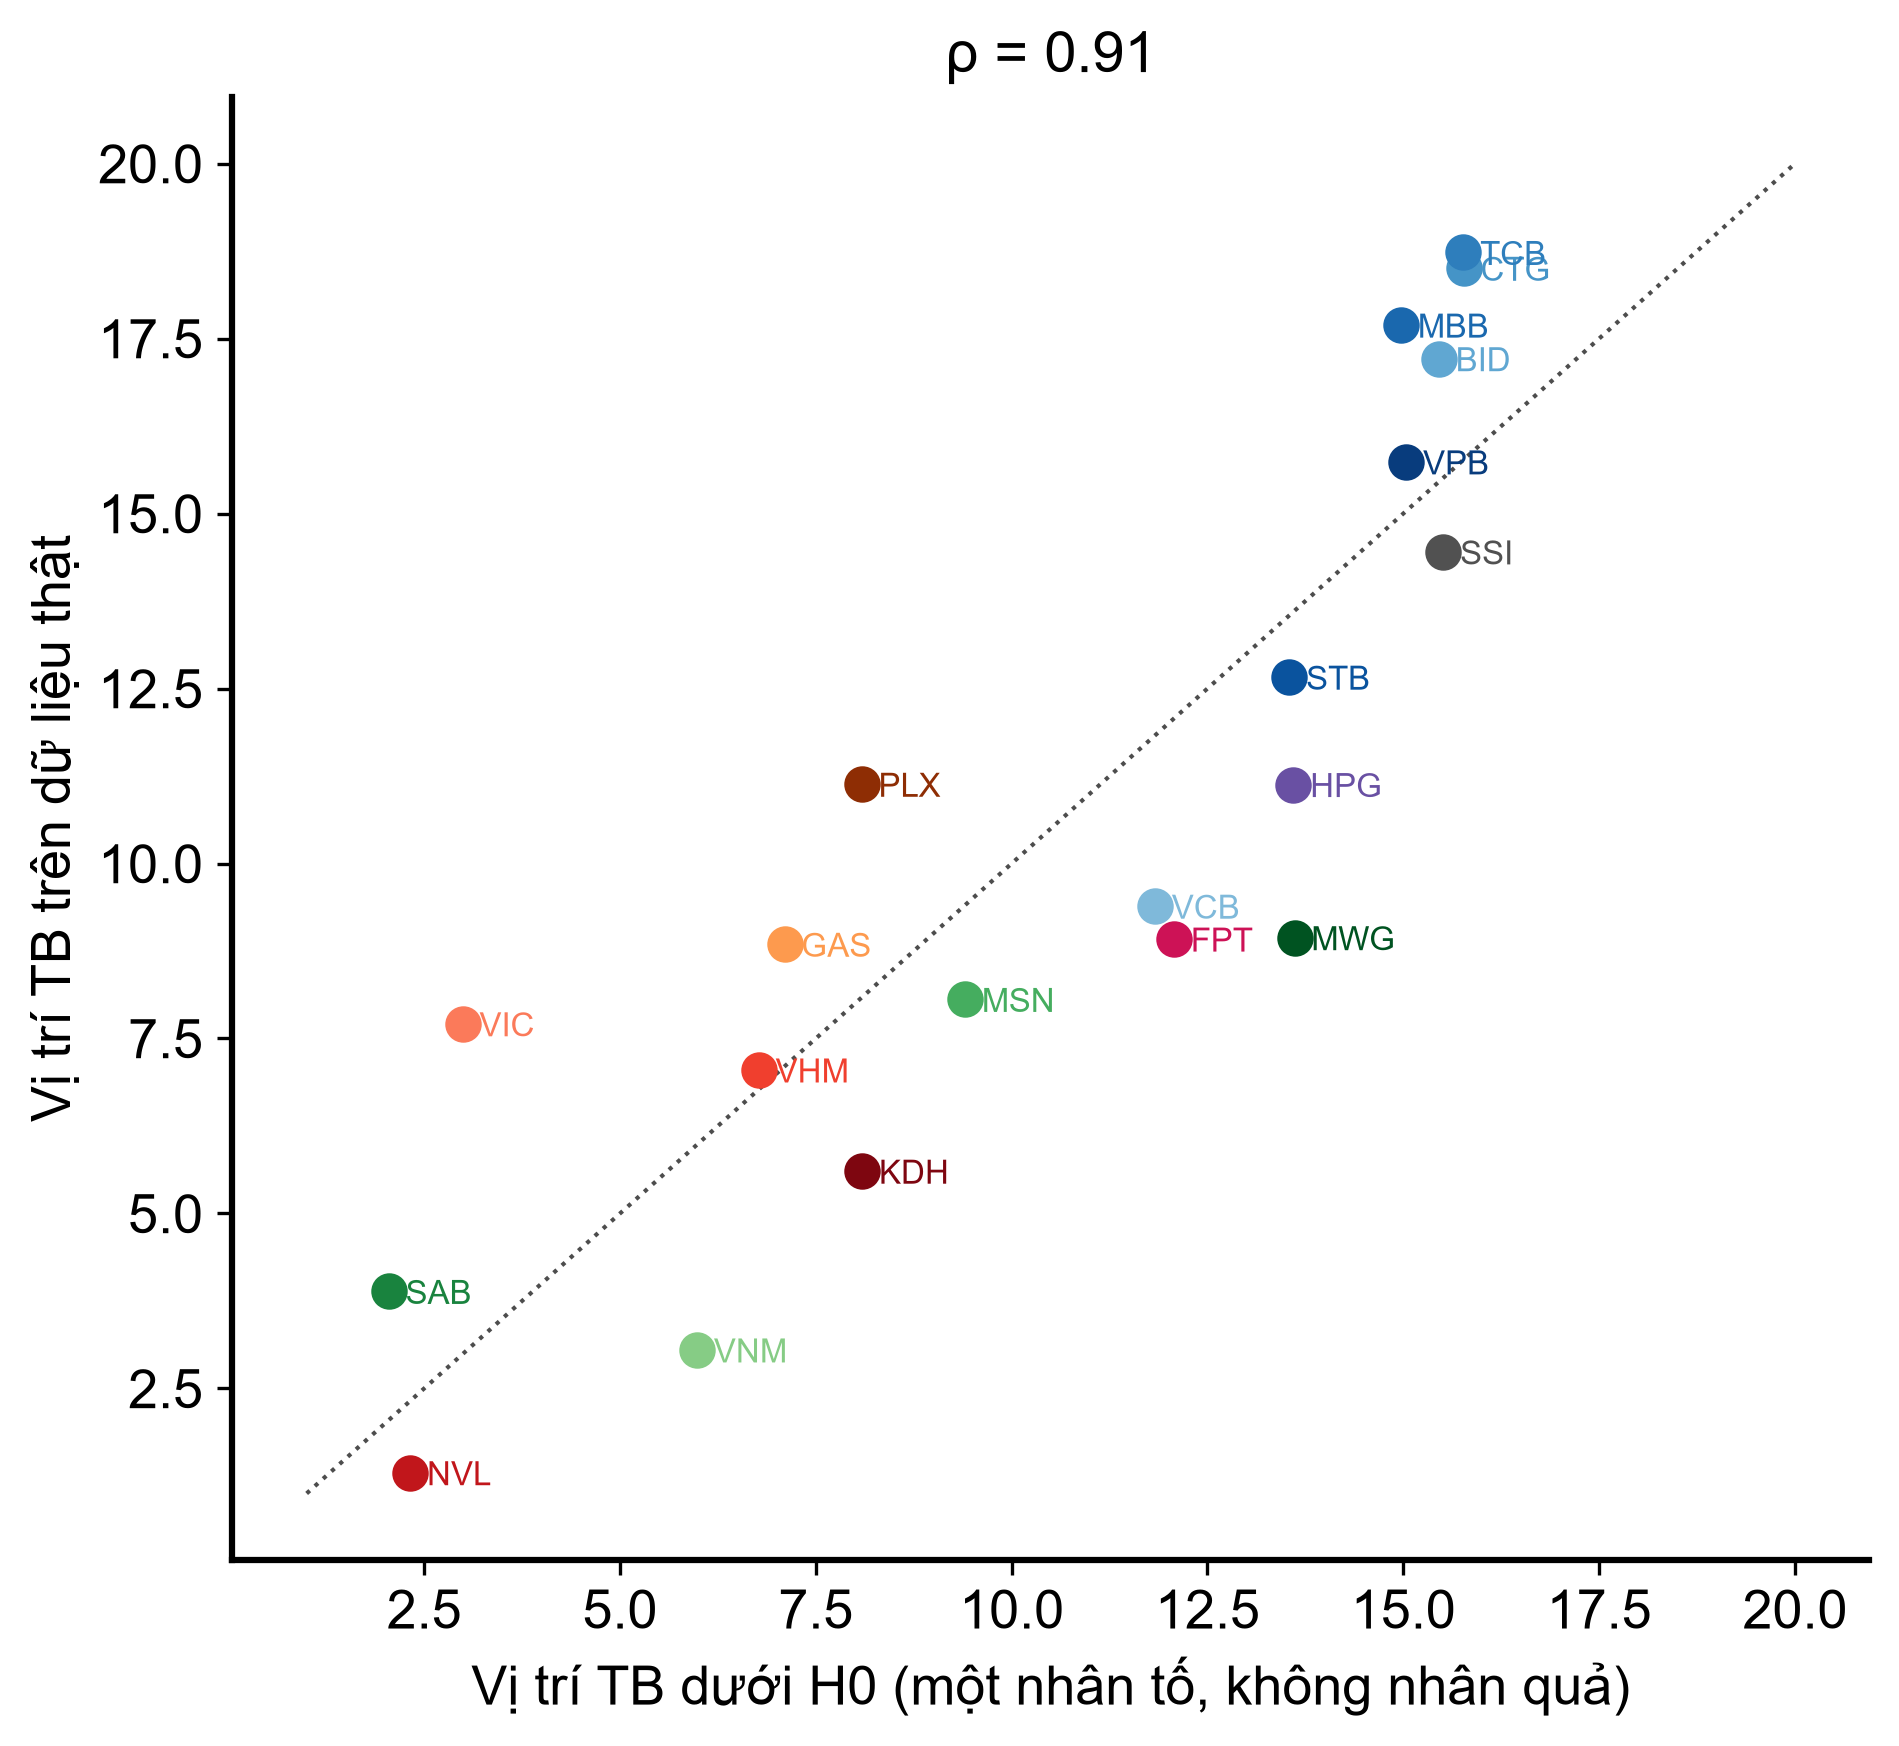 ρ = 0.91
Vị trí TB trên dữ liệu thật
20.0
17.5
15.0
12.5
10.0
7.5
5.0
2.5
TCB
CTG
MBB
BID
VPB
SSI
STB
PLX
HPG
VCB
FPT
MWG
GAS
MSN
VIC
VHM
KDH
SAB
VNM
NVL
2.5 5.0 7.5 10.0 12.5 15.0 17.5 20.0
Vị trí TB dưới H0 (một nhân tố, không nhân quả)